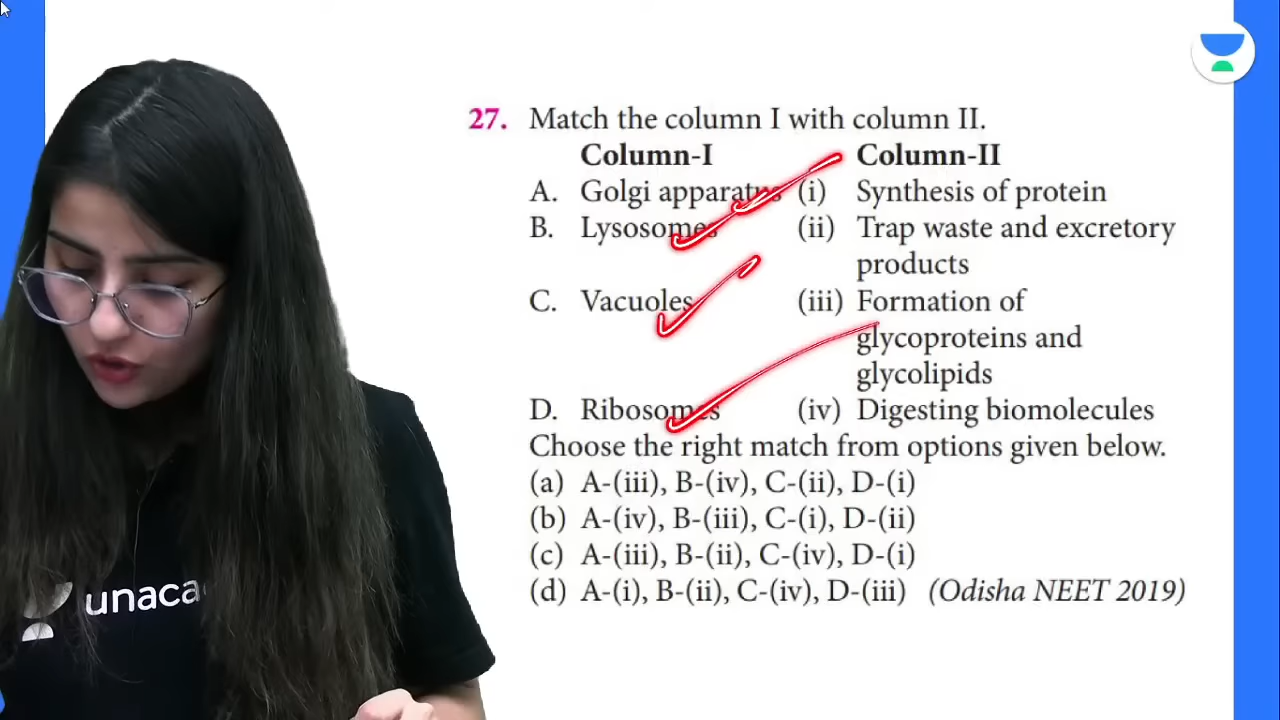 27. Match the column I with column II.
Column-I Column-II
A. Golgi apparatus (i) Synthesis of protein
B. Lysosomes (ii) Trap waste and excretory
products
C. Vacuoles (iii) Formation of
glycoproteins and
glycolipids
D. Ribosomes (iv) Digesting biomolecules
Choose the right match from options given below.
(a) A-(iii), B-(iv), C-(ii), D-(i)
(b) A-(iv), B-(iii), C-(i), D-(ii)
(c) A-(iii), B-(ii), C-(iv), D-(i)
(d) A-(i), B-(ii), C-(iv), D-(iii) (Odisha NEET 2019)
unaca